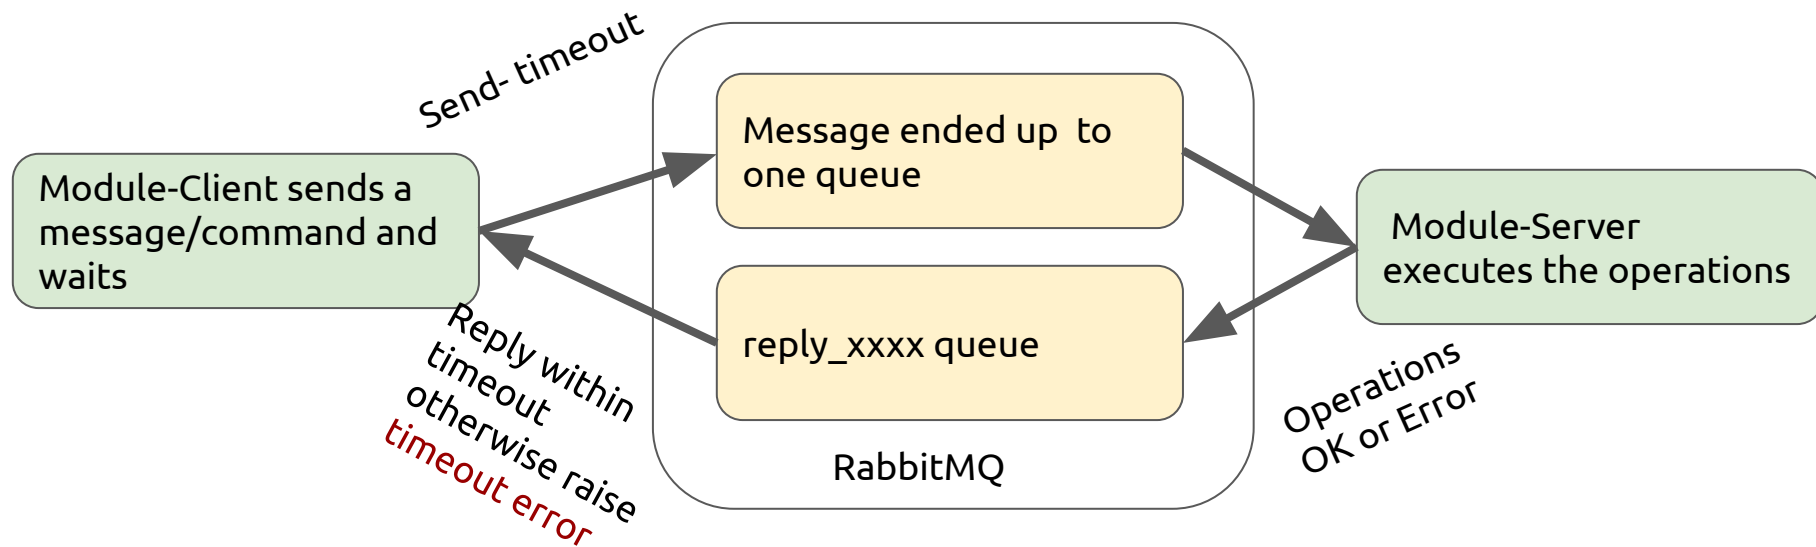 Send- timeout
Message ended up  to
one queue
Module-Client sends a
message/command and
waits
Module-Server
executes the operations
Reply within
timeout
otherwise raise
timeout error
reply_xxxx queue
Operations
OK or Error
RabbitMQ